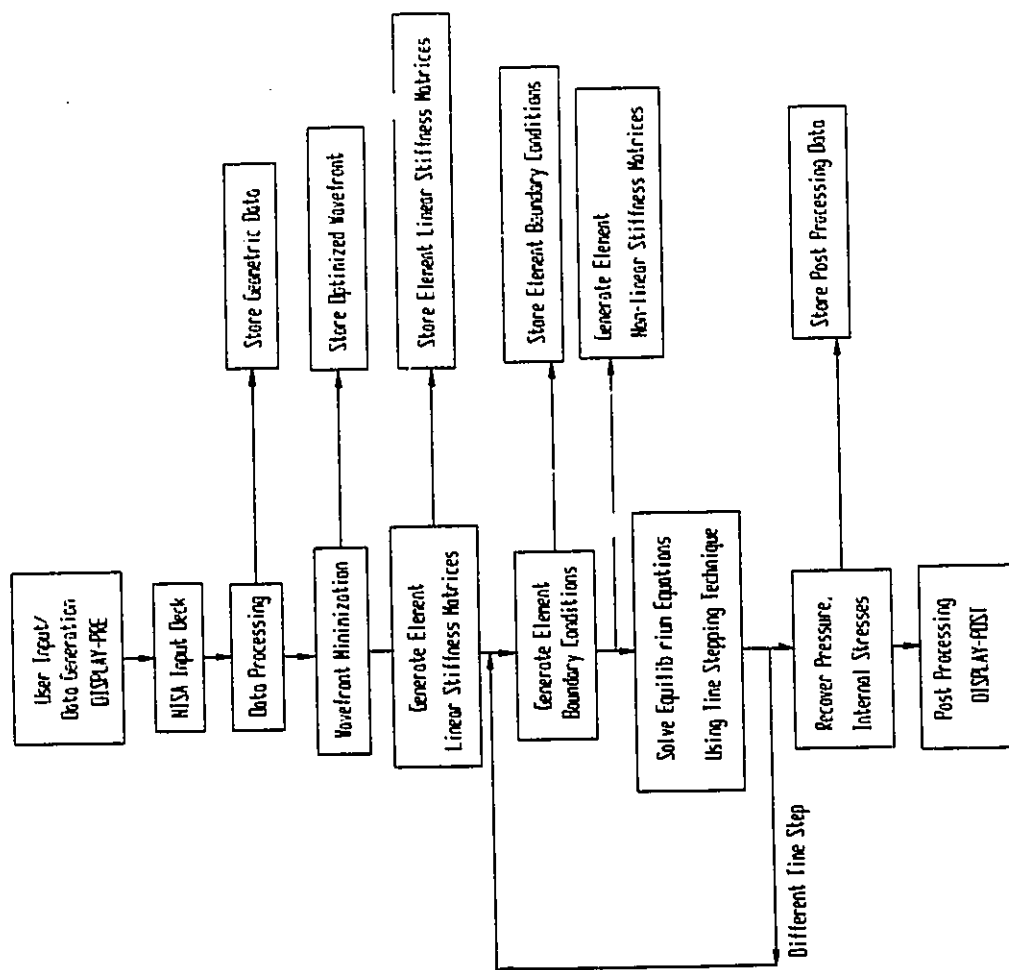 User Input/
Data Generation
DISPLAY-PRE
NISA Input Deck
Data Processing
Store Geometric Data
Wavefront Minimization
Store Optimized Wavefront
Generate Element
Linear Stiffness Matrices
Store Element Linear Stiffness Matrices
Generate Element
Boundary Conditions
Store Element Boundary Conditions
Generate Element
Non-linear Stiffness Matrices
Solve Equilib rium Equations
Using Time Stepping Technique
Different Time Step
Recover Pressure,
Internal Stresses
Store Post Processing Data
Post Processing
DISPLAY-POST